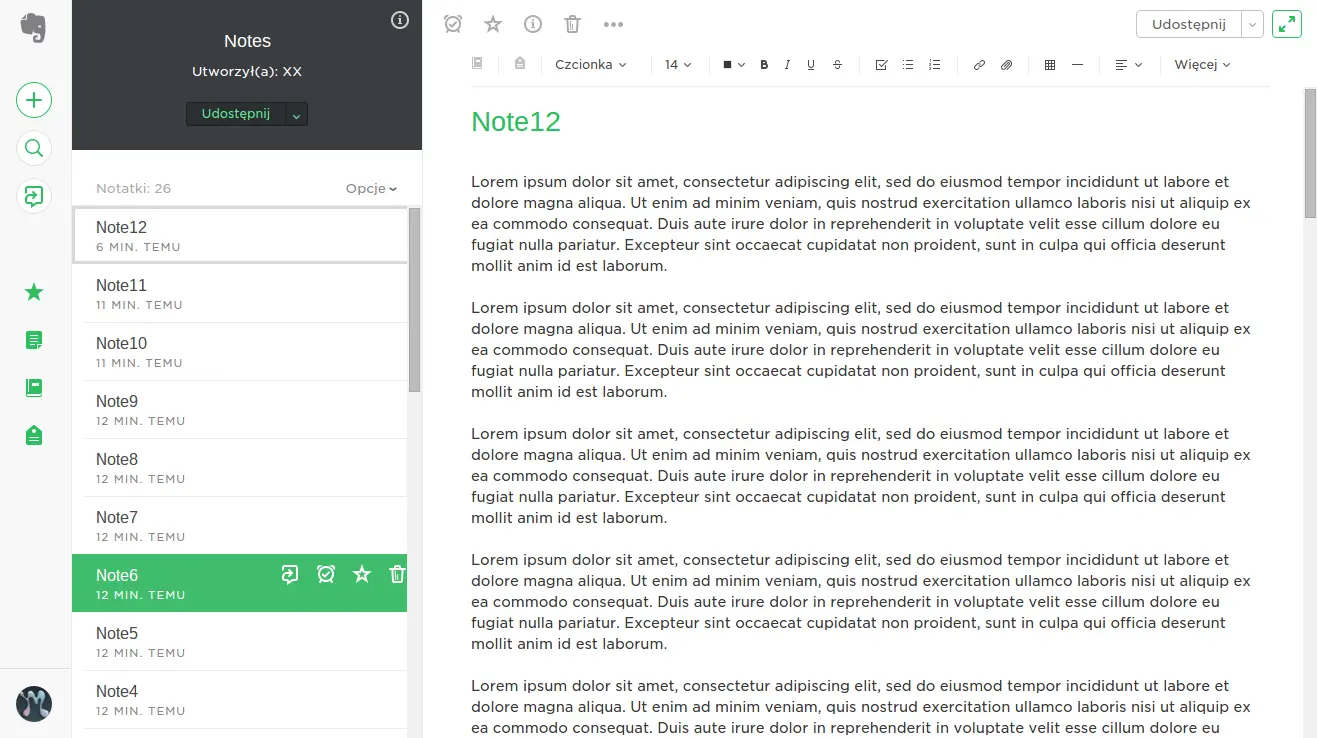 Notes
Utworzył(a): XX
Udostępnij
Notatki: 26
Opcje
Note12
6 MIN. TEMU
Note11
11 MIN. TEMU
Note10
11 MIN. TEMU
Note9
12 MIN. TEMU
Note8
12 MIN. TEMU
Note7
12 MIN. TEMU
Note6
12 MIN. TEMU
Note5
12 MIN. TEMU
Note4
12 MIN. TEMU
Udostępnij
Czcionka
14
B
I
U
S
Więcej
Note12
Lorem ipsum dolor sit amet, consectetur adipiscing elit, sed do eiusmod tempor incididunt ut labore et
dolore magna aliqua. Ut enim ad minim veniam, quis nostrud exercitation ullamco laboris nisi ut aliquip ex
ea commodo consequat. Duis aute irure dolor in reprehenderit in voluptate velit esse cillum dolore eu
fugiat nulla pariatur. Excepteur sint occaecat cupidatat non proident, sunt in culpa qui officia deserunt
mollit anim id est laborum.
Lorem ipsum dolor sit amet, consectetur adipiscing elit, sed do eiusmod tempor incididunt ut labore et
dolore magna aliqua. Ut enim ad minim veniam, quis nostrud exercitation ullamco laboris nisi ut aliquip ex
ea commodo consequat. Duis aute irure dolor in reprehenderit in voluptate velit esse cillum dolore eu
fugiat nulla pariatur. Excepteur sint occaecat cupidatat non proident, sunt in culpa qui officia deserunt
mollit anim id est laborum.
Lorem ipsum dolor sit amet, consectetur adipiscing elit, sed do eiusmod tempor incididunt ut labore et
dolore magna aliqua. Ut enim ad minim veniam, quis nostrud exercitation ullamco laboris nisi ut aliquip ex
ea commodo consequat. Duis aute irure dolor in reprehenderit in voluptate velit esse cillum dolore eu
fugiat nulla pariatur. Excepteur sint occaecat cupidatat non proident, sunt in culpa qui officia deserunt
mollit anim id est laborum.
Lorem ipsum dolor sit amet, consectetur adipiscing elit, sed do eiusmod tempor incididunt ut labore et
dolore magna aliqua. Ut enim ad minim veniam, quis nostrud exercitation ullamco laboris nisi ut aliquip ex
ea commodo consequat. Duis aute irure dolor in reprehenderit in voluptate velit esse cillum dolore eu
fugiat nulla pariatur. Excepteur sint occaecat cupidatat non proident, sunt in culpa qui officia deserunt
mollit anim id est laborum.
Lorem ipsum dolor sit amet, consectetur adipiscing elit, sed do eiusmod tempor incididunt ut labore et
dolore magna aliqua. Ut enim ad minim veniam, quis nostrud exercitation ullamco laboris nisi ut aliquip ex
ea commodo consequat. Duis aute irure dolor in reprehenderit in voluptate velit esse cillum dolore eu